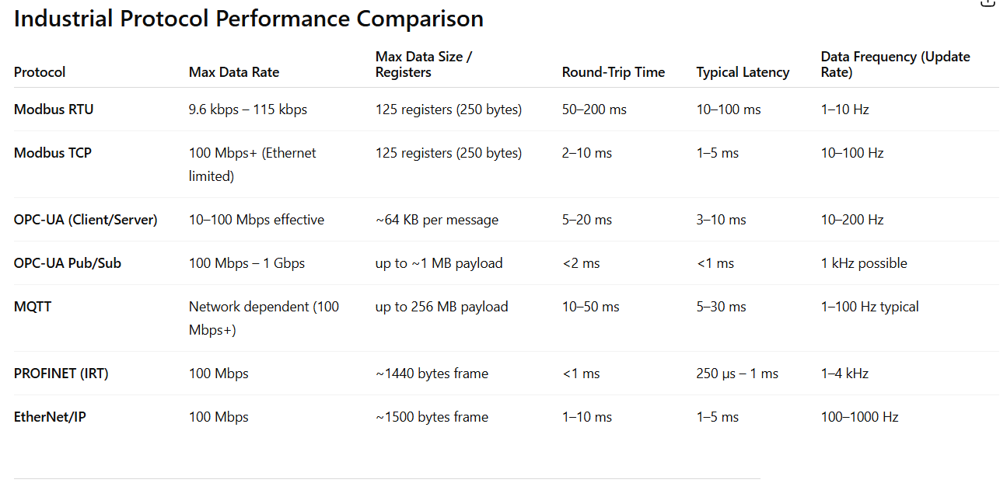 Industrial Protocol Performance Comparison
Protocol Max Data Rate Max Data Size / Registers Round-Trip Time Typical Latency Data Frequency (Update Rate)
Modbus RTU 9.6 kbps – 115 kbps 125 registers (250 bytes) 50–200 ms 10–100 ms 1–10 Hz
Modbus TCP 100 Mbps+ (Ethernet limited) 125 registers (250 bytes) 2–10 ms 1–5 ms 10–100 Hz
OPC-UA (Client/Server) 10–100 Mbps effective ~64 KB per message 5–20 ms 3–10 ms 10–200 Hz
OPC-UA Pub/Sub 100 Mbps – 1 Gbps up to ~1 MB payload <2 ms <1 ms 1 kHz possible
MQTT Network dependent (100 Mbps+) up to 256 MB payload 10–50 ms 5–30 ms 1–100 Hz typical
PROFINET (IRT) 100 Mbps ~1440 bytes frame <1 ms 250 µs – 1 ms 1–4 kHz
EtherNet/IP 100 Mbps ~1500 bytes frame 1–10 ms 1–5 ms 100–1000 Hz